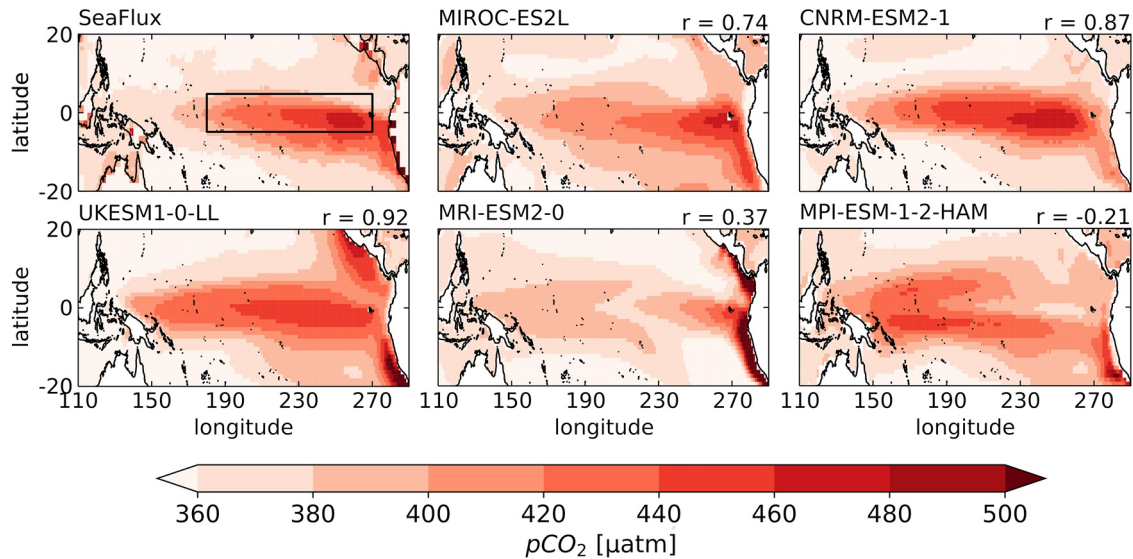 SeaFlux
MIROC-ES2L r = 0.74
CNRM-ESM2-1 r = 0.87
20
0
-20
latitude
UKESM1-0-LL r = 0.92
MRI-ESM2-0 r = 0.37
MPI-ESM-1-2-HAM r = -0.21
20
0
-20
latitude
110 150 190 230 270
110 150 190 230 270
110 150 190 230 270
longitude
longitude
longitude
360 380 400 420 440 460 480 500
pCO₂ [µatm]